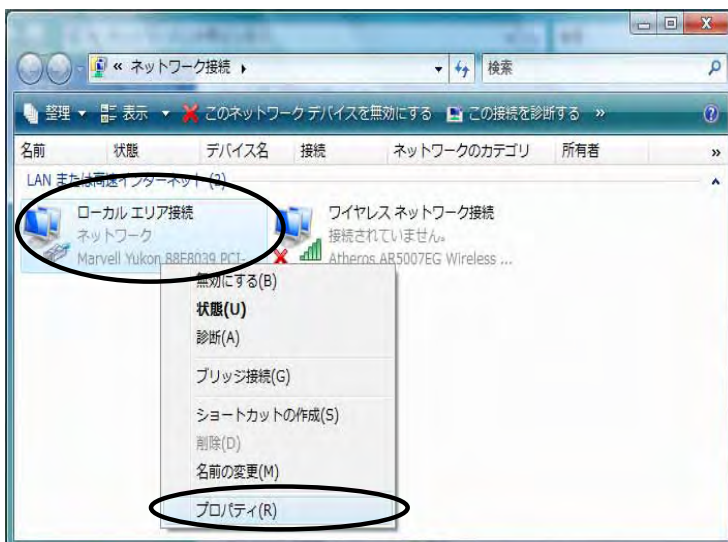 « ネットワーク接続
検索
整理 表示 このネットワーク デバイスを無効にする この接続を診断する »
名前 状態 デバイス名 接続 ネットワークのカテゴリ 所有者 »
LAN または高速インターネット (2)
ローカル エリア接続
ネットワーク
Marvell Yukon 88E8039 PCI-
ワイヤレス ネットワーク接続
接続されていません。
Atheros AR5007EG Wireless ...
無効にする(B)
状態(U)
診断(A)
ブリッジ接続(G)
ショートカットの作成(S)
削除(D)
名前の変更(M)
プロパティ(R)